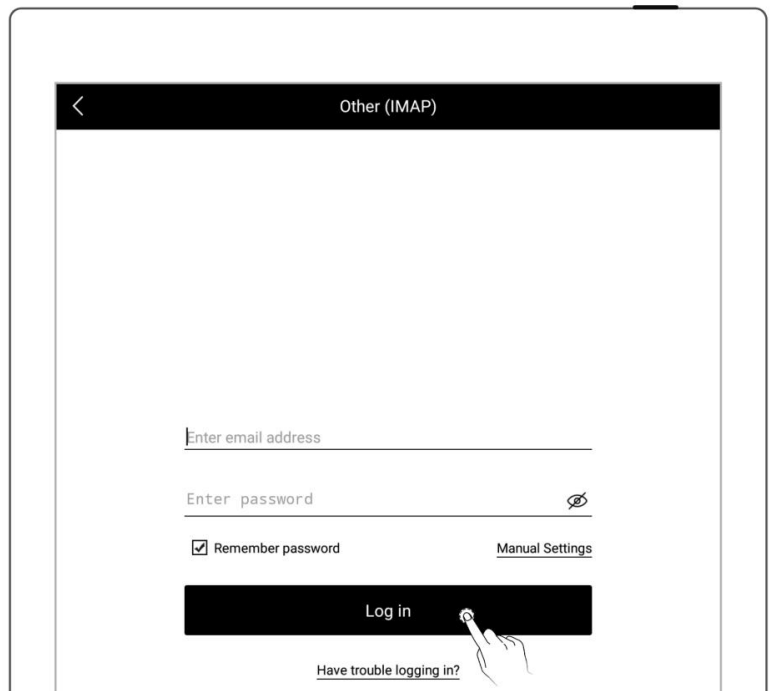 Other (IMAP)
Enter email address
Enter password
Remember password Manual Settings
Log in
Have trouble logging in?